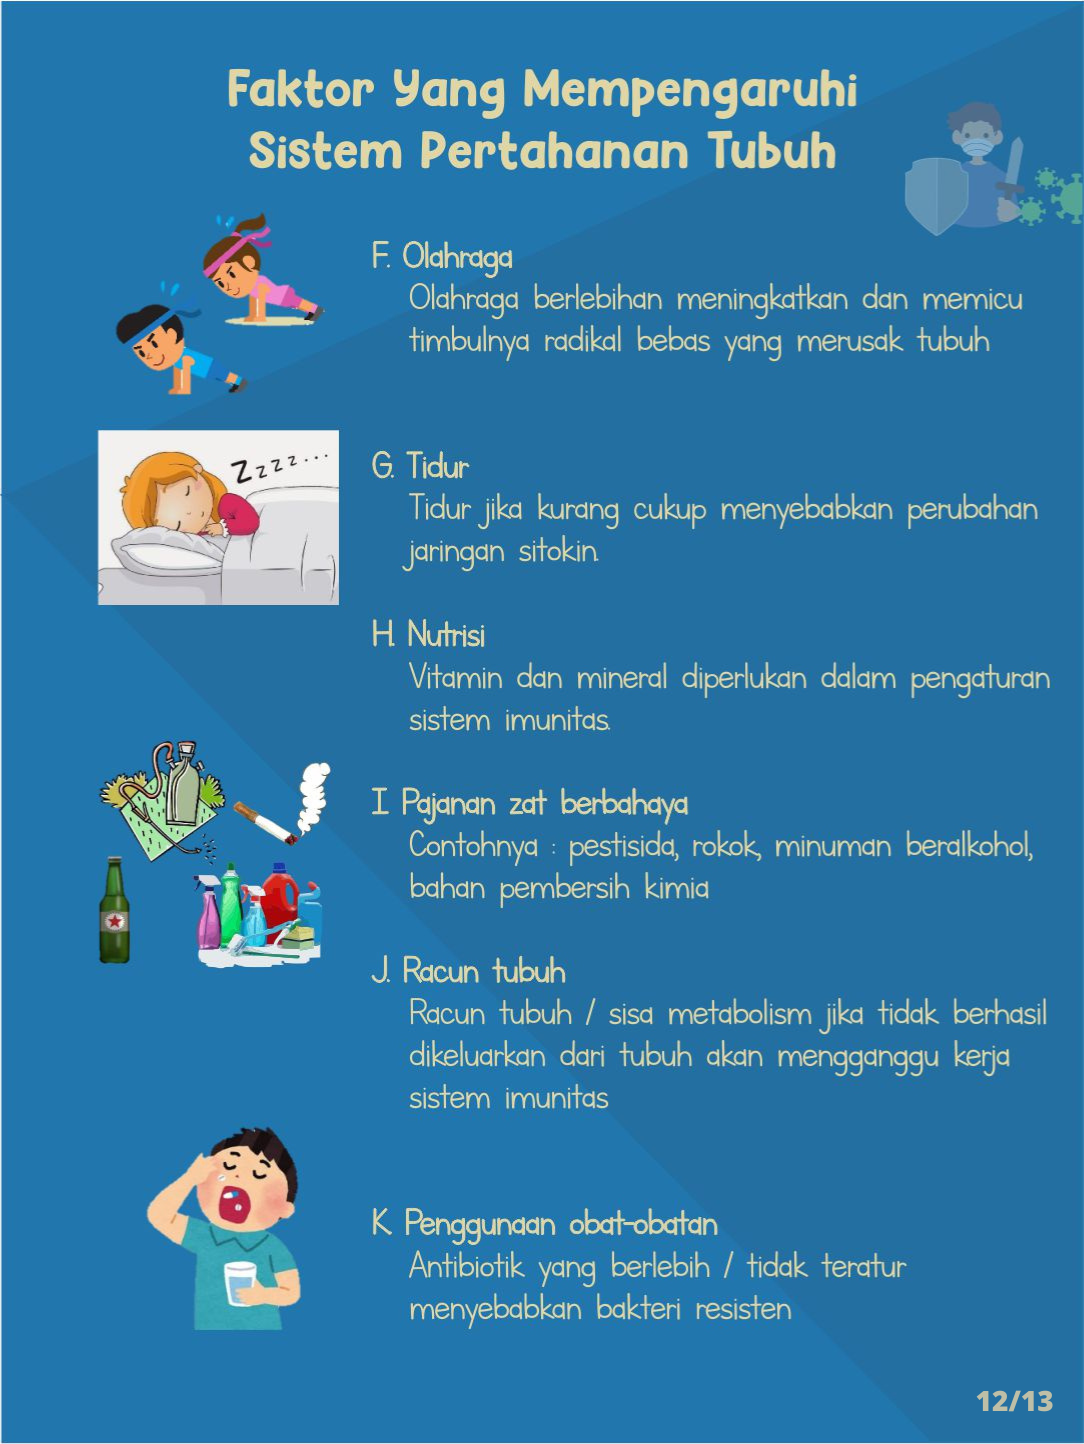 Faktor Yang Mempengaruhi
Sistem Pertahanan Tubuh
F. Olahraga
Olahraga berlebihan meningkatkan dan memicu
timbulnya radikal bebas yang merusak tubuh
Zzzz...
G. Tidur
Tidur jika kurang cukup menyebabkan perubahan
jaringan sitokin.
H. Nutrisi
Vitamin dan mineral diperlukan dalam pengaturan
sistem imunitas.
I. Pajanan zat berbahaya
Contohnya : pestisida, rokok, minuman beralkohol,
bahan pembersih kimia
J. Racun tubuh
Racun tubuh / sisa metabolism jika tidak berhasil
dikeluarkan dari tubuh akan mengganggu kerja
sistem imunitas
K. Penggunaan obat-obatan
Antibiotik yang berlebih / tidak teratur
menyebabkan bakteri resisten
12/13